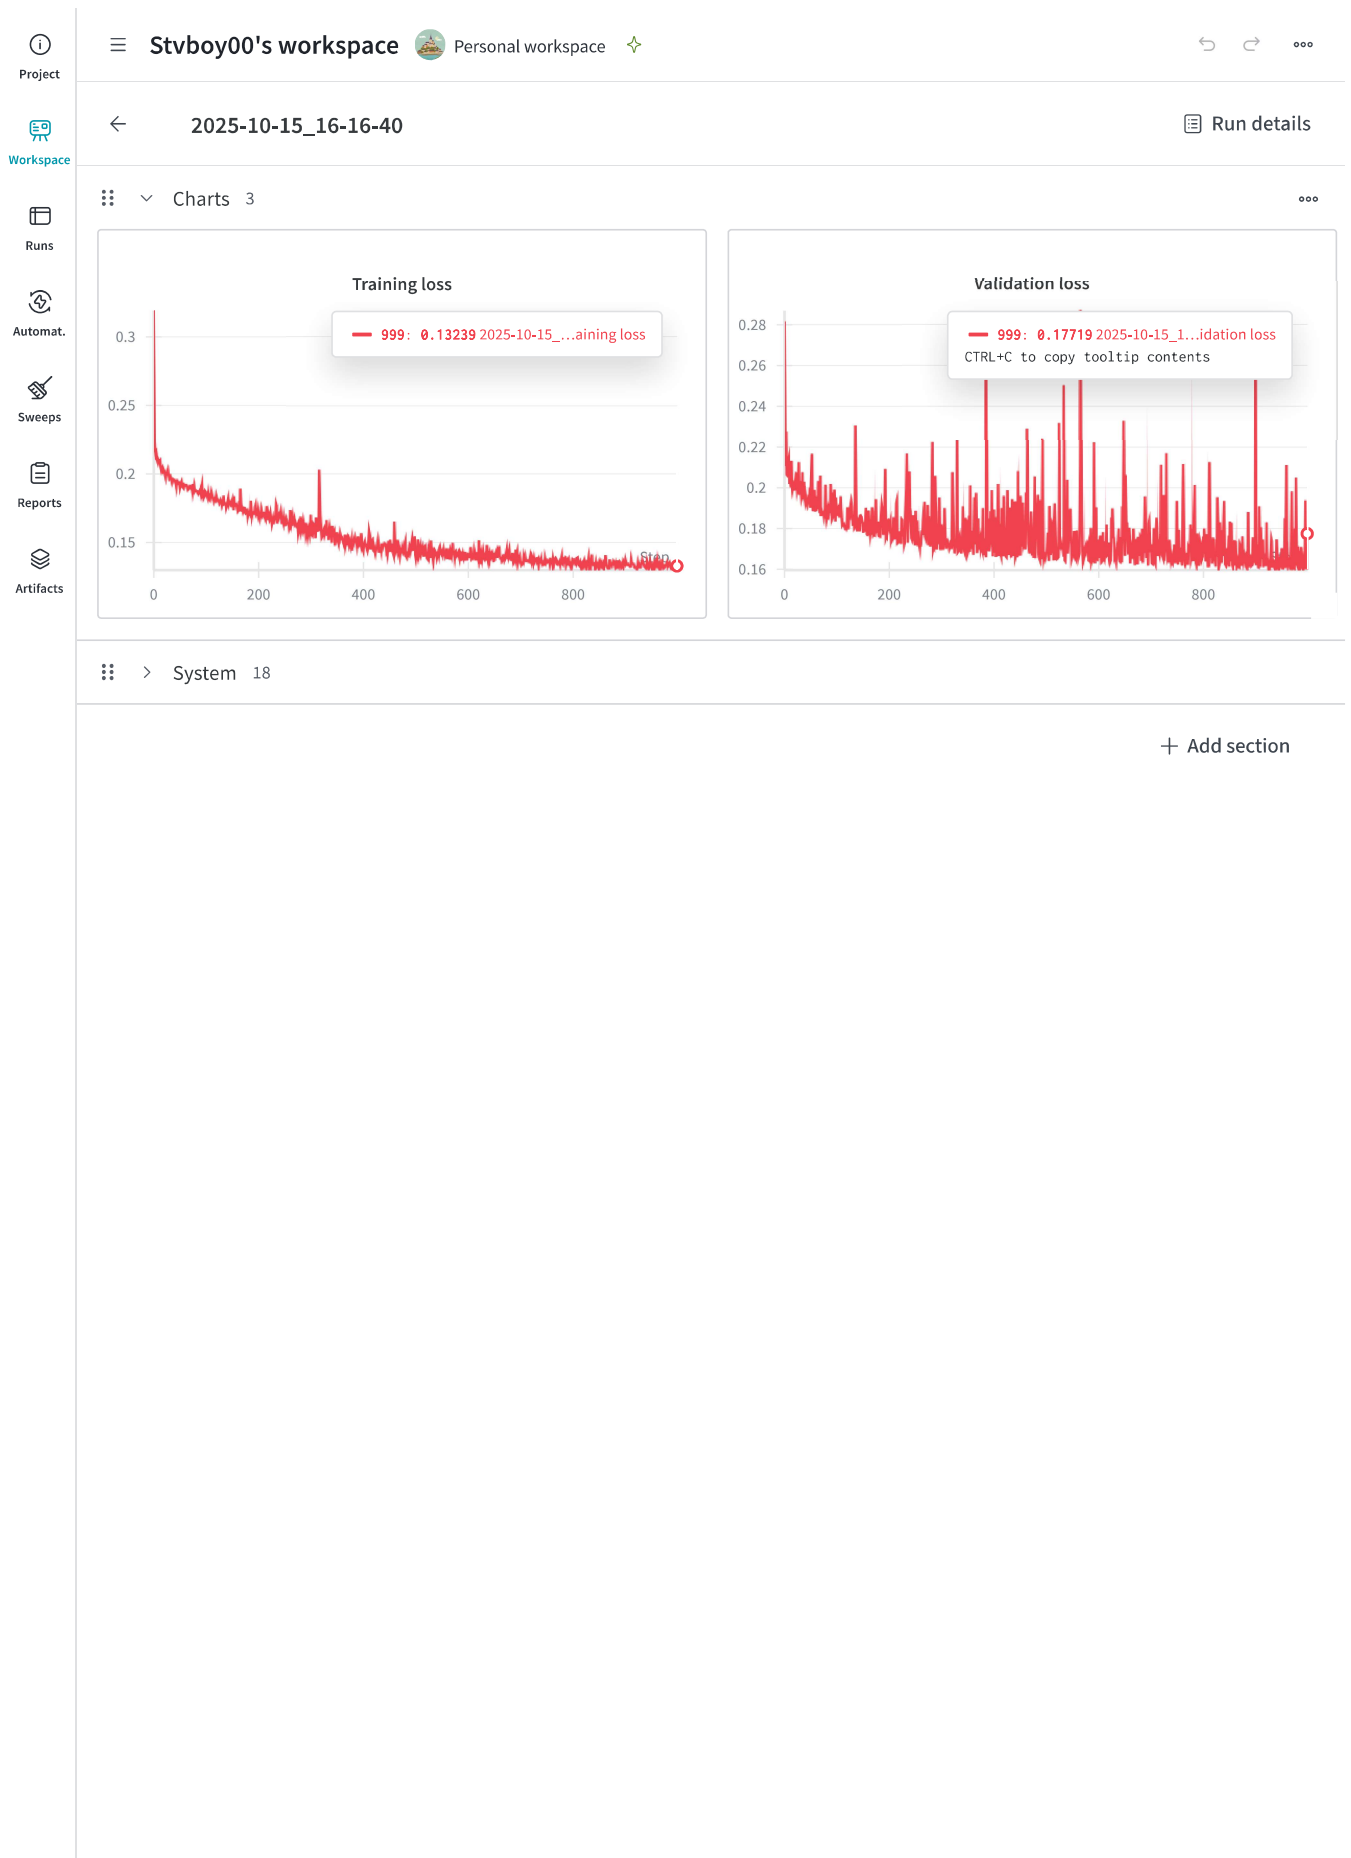 Project
Workspace
Runs
Automat.
Sweeps
Reports
Artifacts
Stvboy00's workspace
Personal workspace
2025-10-15_16-16-40
Run details
Charts 3
Training loss
999: 0.13239 2025-10-15_...aining loss
0.3
0.25
0.2
0.15
Step
0 200 400 600 800
Validation loss
999: 0.17719 2025-10-15_1...idation loss
CTRL+C to copy tooltip contents
0.28
0.26
0.24
0.22
0.2
0.18
0.16
0 200 400 600 800
System 18
Add section